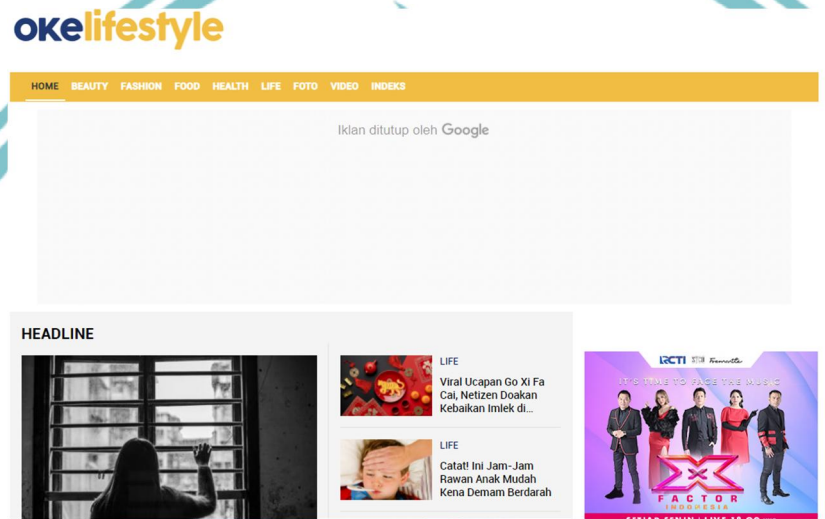 okelifestyle
HOME BEAUTY FASHION FOOD HEALTH LIFE FOTO VIDEO INDEKS
Iklan ditutup oleh Google
HEADLINE
LIFE
Viral Ucapan Go Xi Fa
Cai, Netizen Doakan
Kebaikan Imlek di...
LIFE
Catat! Ini Jam-Jam
Rawan Anak Mudah
Kena Demam Berdarah
RCTI
Fremantle
IT'S TIME TO FACE THE MUSIC
X
FACTOR
INDONESIA